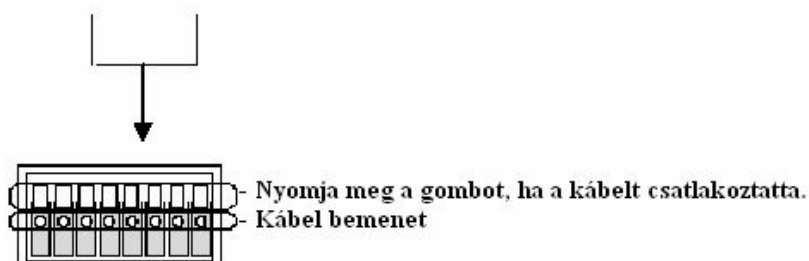 - Nyomja meg a gombot, ha a kábelt csatlakoztatta.
- Kábel bemenet